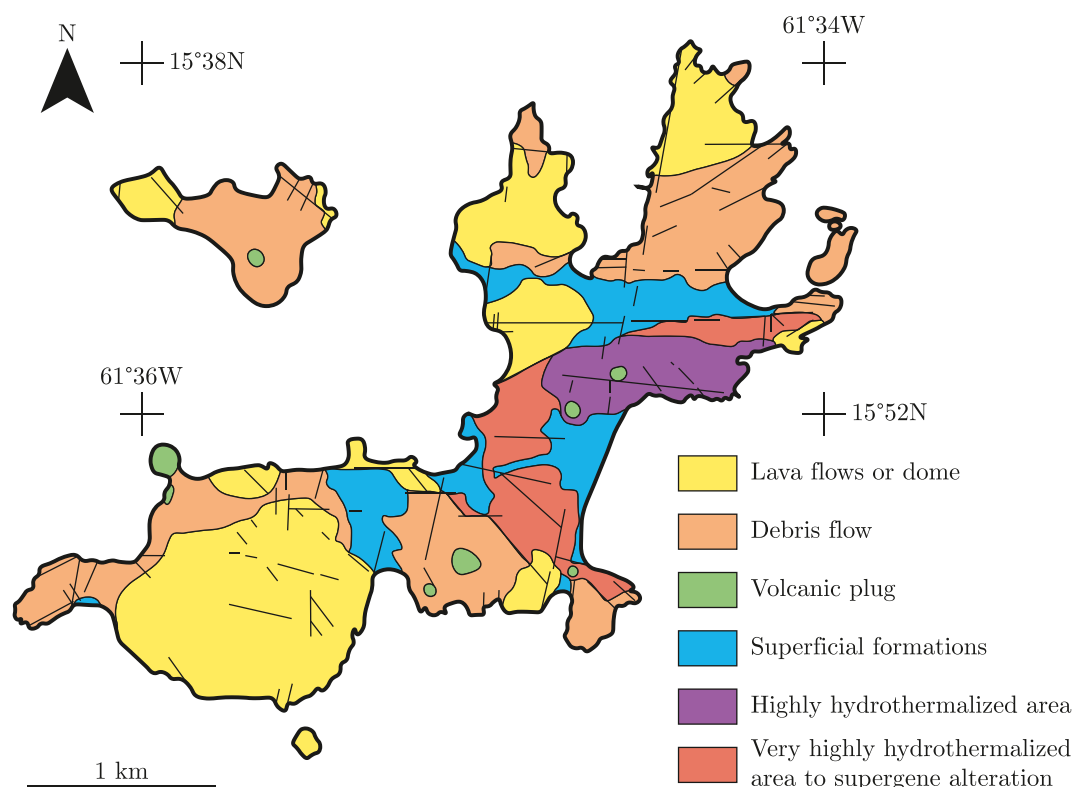 N
15°38N
61°34W
61°36W
15°52N
Lava flows or dome
Debris flow
Volcanic plug
Superficial formations
Highly hydrothermalized area
Very highly hydrothermalized
area to supergene alteration
1 km